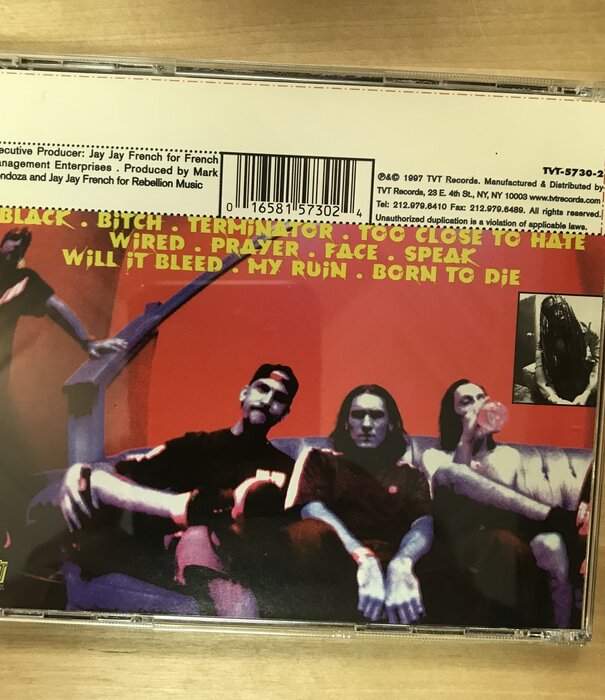 ecutive Producer: Jay Jay French for French
anagement Enterprises . Produced by Mark
endoza and Jay Jay French for Rebellion Music
0 16581 57302 4
TVT-5730-2
℗&© 1997 TVT Records. Manufactured & Distributed by
TVT Records, 23 E. 4th St., NY, NY 10003 www.tvtrecords.com
Tel: 212.979.6410 Fax: 212.979.6489. All rights reserved.
Unauthorized duplication is a violation of applicable laws.
BLACK . BiTCH . TERMiNATOR . TOO CLOSE TO HATE
WiRED . PRAYER . FACE . SPEAK
WiLL iT BLEED . MY RUiN . BORN TO DiE